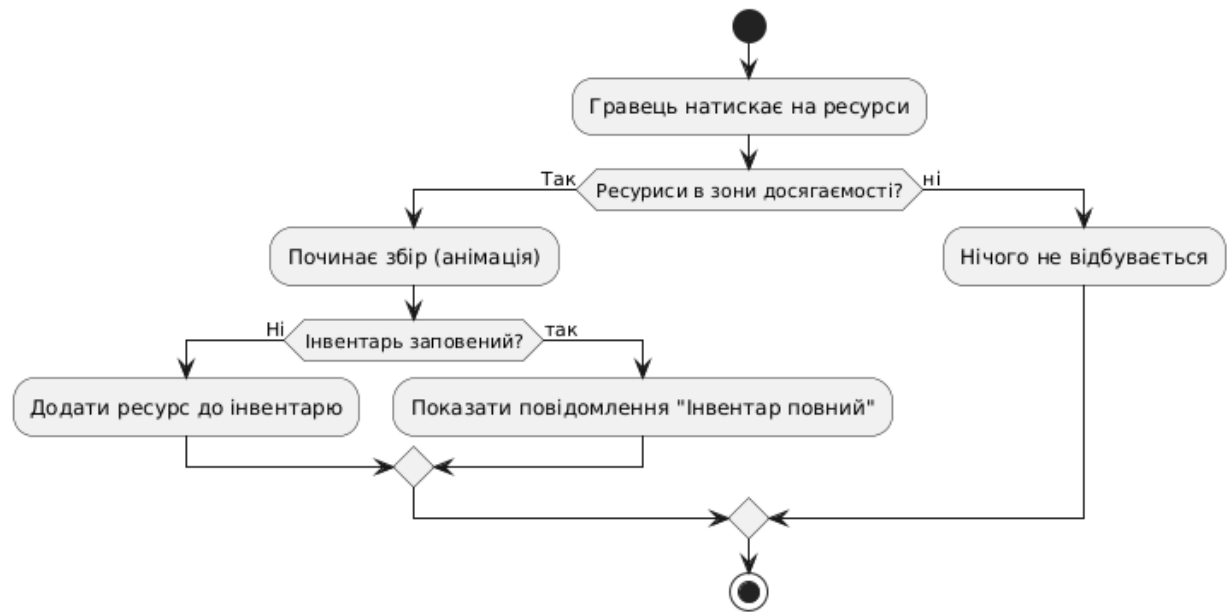 Гравець натискає на ресурси
Так
Ресуриси в зони досягаємості?
ні
Починає збір (анімація)
Нічого не відбувається
Ні
Інвентарь заповений?
так
Додати ресурс до інвентарю
Показати повідомлення "Інвентар повний"